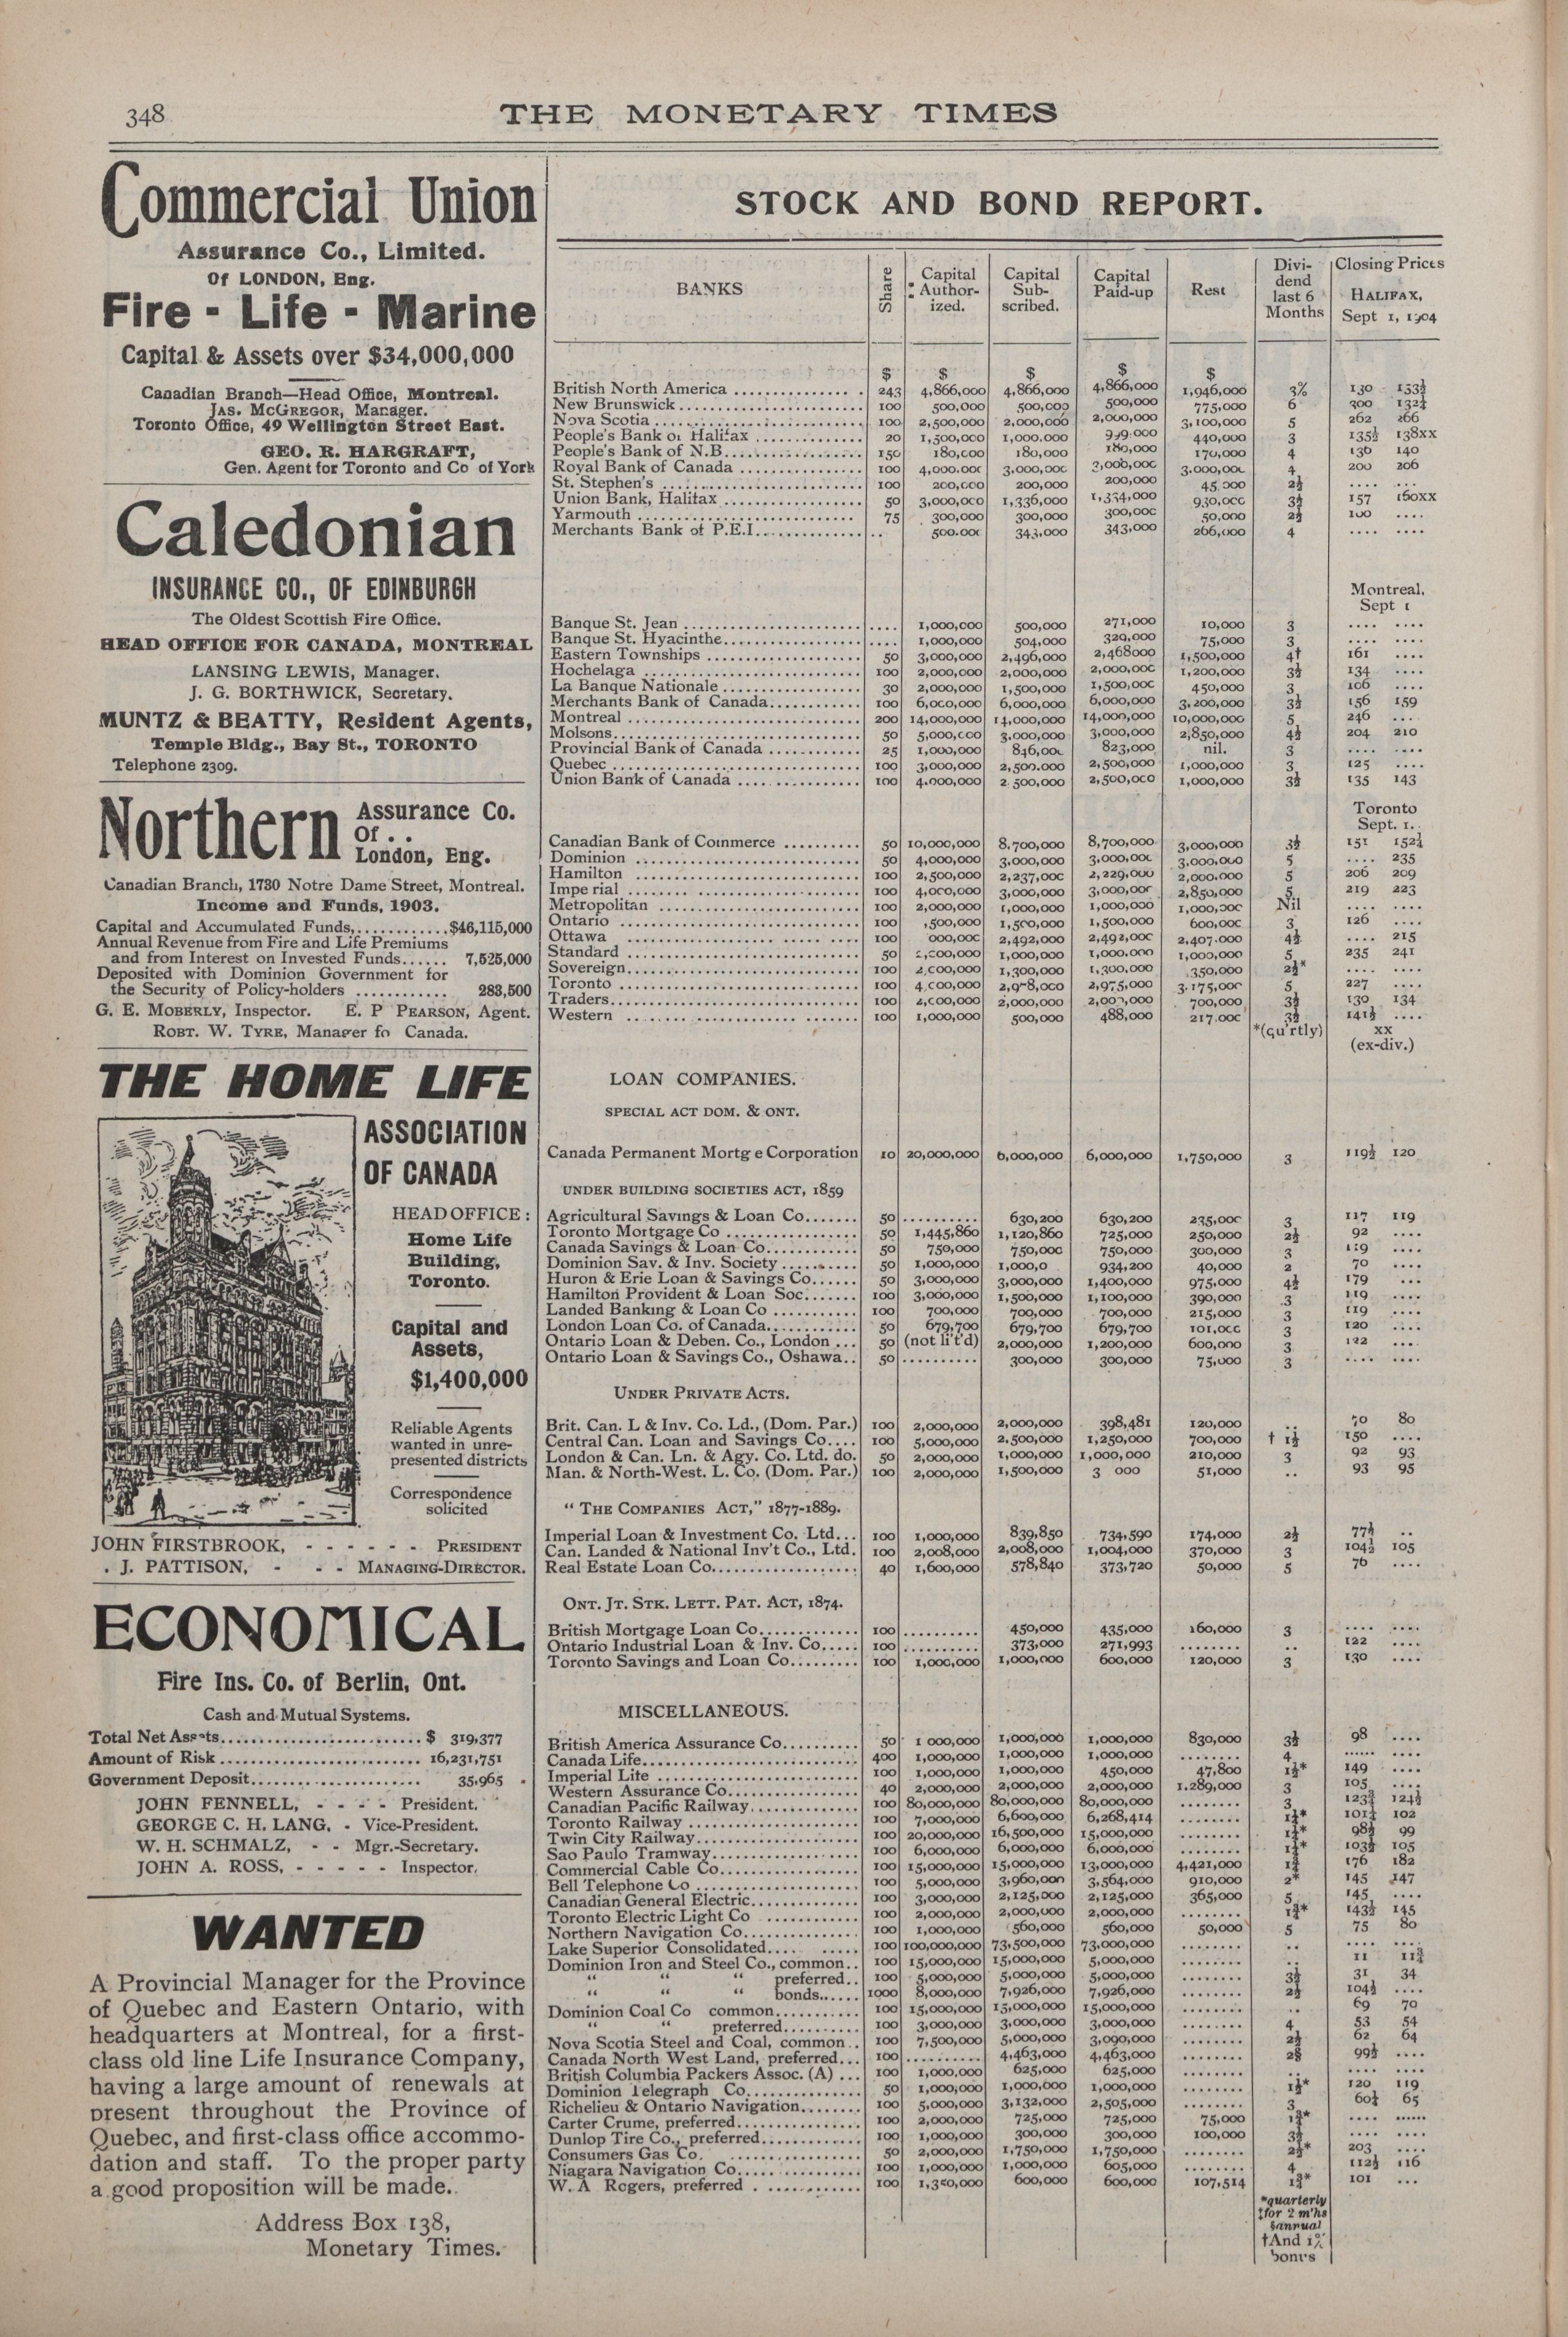 348
THE MONETARY TIMES
Commercial Union
Assurance Co., Limited.
Of LONDON, Eng.
Fire - Life - Marine
Capital & Assets over $34,000,000
Canadian Branch—Head Office, Montreal.
JAS. MCGREGOR, Manager.
Toronto Office, 49 Wellington Street East.
GEO. R. HARGRAFT,
Gen. Agent for Toronto and Co of York
Caledonian
INSURANCE CO., OF EDINBURGH
The Oldest Scottish Fire Office.
HEAD OFFICE FOR CANADA, MONTREAL
LANSING LEWIS, Manager.
J. G. BORTHWICK, Secretary.
MUNTZ & BEATTY, Resident Agents,
Temple Bldg., Bay St., TORONTO
Telephone 2309.
Northern Assurance Co.
Of . .
London, Eng.
Canadian Branch, 1730 Notre Dame Street, Montreal.
Income and Funds, 1903.
Capital and Accumulated Funds,............$46,115,000
Annual Revenue from Fire and Life Premiums
and from Interest on Invested Funds...... 7,525,000
Deposited with Dominion Government for
the Security of Policy-holders ............ 283,500
G. E. MOBERLY, Inspector. E. P PEARSON, Agent.
ROBT. W. TYRE, Manager fo Canada.
THE HOME LIFE
ASSOCIATION
OF CANADA
HEAD OFFICE:
Home Life
Building,
Toronto.
Capital and
Assets,
$1,400,000
Reliable Agents
wanted in unre-
presented districts
Correspondence
solicited
JOHN FIRSTBROOK, - - - - - - PRESIDENT
. J. PATTISON, - - - MANAGING-DIRECTOR.
ECONOMICAL
Fire Ins. Co. of Berlin, Ont.
Cash and Mutual Systems.
Total Net Assets.......................... $ 319,377
Amount of Risk.......................... 16,231,751
Government Deposit...................... 35,965
JOHN FENNELL, - - - - President.
GEORGE C. H. LANG, - Vice-President.
W. H. SCHMALZ, - - Mgr.-Secretary.
JOHN A. ROSS, - - - - - Inspector.
WANTED
A Provincial Manager for the Province
of Quebec and Eastern Ontario, with
headquarters at Montreal, for a first-
class old line Life Insurance Company,
having a large amount of renewals at
present throughout the Province of
Quebec, and first-class office accommo-
dation and staff. To the proper party
a good proposition will be made.
Address Box 138,
Monetary Times.
STOCK AND BOND REPORT.
BANKS Share Capital Author-ized. Capital Sub-scribed. Capital Paid-up Rest Divi-dend last 6 Months Closing Prices HALIFAX, Sept 1, 1904
$ $ $ $ $
British North America 243 4,866,000 4,866,000 4,866,000 1,946,000 3% 130 133½
New Brunswick 100 500,000 500,000 500,000 775,000 6 300
Nova Scotia 100 2,500,000 2,000,000 2,000,000 3,100,000 5 262 266
People's Bank of Halifax 20 1,500,000 1,000.000 440,000 3 135½ 138xx
People's Bank of N.B. 150 180,000 180,000 180,000 170,000 4 136 140
Royal Bank of Canada 100 4,000.000 3,000,000 3,000,000 3,000,000 4 200 206
St. Stephen's 100 200,000 200,000 200,000 45,000 2½ .... ...
Union Bank, Halifax 50 3,000,000 1,336,000 930,000 3½ 157 160xx
Yarmouth 75 300,000 300,000 300,000 50,000 2½ 100 ....
Merchants Bank of P.E.I. .. 500.000 343,000 343,000 266,000 4 .... ....
Montreal,
Sept 1
Banque St. Jean .... 1,000,000 500,000 271,000 10,000 3 .... ....
Banque St. Hyacinthe .... 1,000,000 504,000 329,000 75,000 3 .... ....
Eastern Townships 50 3,000,000 2,496,000 2,468000 1,500,000 4† 161 ....
Hochelaga 100 2,000,000 2,000,000 2,000,000 1,200,000 3½ 134 ....
La Banque Nationale 30 2,000,000 1,500,000 1,500,000 450,000 3 106 ....
Merchants Bank of Canada 100 6,000,000 6,000,000 6,000,000 3,200,000 3½ 156 159
Montreal 200 14,000,000 14,000,000 14,000,000 10,000,000 5 246 ...
Molsons 50 5,000,000 3,000,000 3,000,000 2,850,000 4½ 204 210
Provincial Bank of Canada 25 1,000,000 846,000 823,000 nil. 3 .... ....
Quebec 100 3,000,000 2,500.000 2,500,000 1,000,000 3 125 ....
Union Bank of Canada 100 4.000,000 2.500,000 2,500,000 1,000,000 3½ 135 143
Toronto
Sept. 1.
Canadian Bank of Commerce 50 10,000,000 8,700,000 8,700,000 3,000,000 3½ 151 152½
Dominion 50 4,000,000 3,000,000 3,000,000 3,000,000 5 .... 235
Hamilton 100 2,500,000 2,237,000 2,229,000 2,000.000 5 206 209
Impe rial 100 4,000,000 3,000,000 3,000,000 2,850,000 5 219 223
Metropolitan 100 2,000,000 1,000,000 1,000,000 1,000,000 Nil .... ....
Ontario 100 ,500,000 1,500,000 1,500,000 600,000 3 126 ....
Ottawa 100 000,000 2,492,000 2,492,000 2,407.000 4½ .... 215
Standard 50 2,000,000 1,000,000 1,000.000 1,000,000 5 235 241
Sovereign 100 2,000,000 1,300,000 1,300,000 350,000 2½* .... ....
Toronto 100 4,000,000 2,975,000 3.175,000 5 227 ....
Traders 100 2,000,000 2,000,000 700,000 3½ 130 134
Western 100 1,000,000 500,000 488,000 217.000 3½ 141½ ....
*(qu'rtly) xx
(ex-div.)
LOAN COMPANIES.
SPECIAL ACT DOM. & ONT.
Canada Permanent Mortg e Corporation 10 20,000,000 6,000,000 6,000,000 1,750,000 3 119½ 120
UNDER BUILDING SOCIETIES ACT, 1859
Agricultural Savings & Loan Co. 50 .......... 630,200 630,200 235,000 3 117 119
Toronto Mortgage Co 50 1,445,860 1,120,860 725,000 250,000 2½ 92 ....
Canada Savings & Loan Co. 50 750,000 750,000 750,000 300,000 3 119 ....
Dominion Sav. & Inv. Society 50 1,000,000 1,000,0 934,200 40,000 2 70 ....
Huron & Erie Loan & Savings Co. 50 3,000,000 3,000,000 1,400,000 975,000 4½ 179 ...
Hamilton Provident & Loan Soc. 100 3,000,000 1,500,000 1,100,000 390,000 3 119 ....
Landed Banking & Loan Co 100 700,000 700,000 700,000 215,000 3 119 ....
London Loan Co. of Canada 50 679,700 679,700 679,700 101,000 3 120 ....
Ontario Loan & Deben. Co., London 50 (not li't'd) 2,000,000 1,200,000 600,000 3 122 ....
Ontario Loan & Savings Co., Oshawa 50 .......... 300,000 300,000 75,000 3 .... ....
UNDER PRIVATE ACTS.
Brit. Can. L & Inv. Co. Ld., (Dom. Par.) 100 2,000,000 2,000,000 398,481 120,000 .. 70 80
Central Can. Loan and Savings Co. 100 5,000,000 2.500,000 1,250,000 700,000 † 1½ 150 ....
London & Can. Ln. & Agy. Co. Ltd. do. 50 2,000,000 1,000,000 1,000,000 210,000 3 92 93
Man. & North-West. L. Co. (Dom. Par.) 100 2,000,000 1,500,000 3 000 51,000 .. 93 95
"THE COMPANIES ACT," 1877-1889.
Imperial Loan & Investment Co. Ltd. 100 1,000,000 839,850 734,590 174,000 2½ 77½ ..
Can. Landed & National Inv't Co., Ltd. 100 2,008,000 2,008,000 1,004,000 370,000 3 104½ 105
Real Estate Loan Co. 40 1,600,000 578,840 373,720 50,000 5 76 ....
ONT. JT. STK. LETT. PAT. ACT, 1874.
British Mortgage Loan Co. 100 .......... 450,000 435,000 160,000 3 .... ....
Ontario Industrial Loan & Inv. Co. 100 .......... 373,000 271,993 ........ .. 122 ....
Toronto Savings and Loan Co. 100 1,000,000 1,000,000 600,000 120,000 3 130 ....
MISCELLANEOUS.
British America Assurance Co. 50 1 000,000 1,000,000 1,000,000 830,000 3½ 98 ....
Canada Life 400 1,000,000 1,000,000 1,000,000 ........ 4 ...... ....
Imperial Life 100 1,000,000 1,000,000 450,000 47,800 1½* 149 ....
Western Assurance Co. 40 2,000,000 2,000,000 2,000,000 1.289,000 3 105 ....
Canadian Pacific Railway 100 80,000,000 80,000,000 80,000,000 ........ 3 123¾ 124½
Toronto Railway 100 7,000,000 6,600,000 6,268,414 ........ 1¼* 101¼ 102
Twin City Railway 100 20,000,000 16,500,000 15,000,000 ........ 1¼* 98½ 99
Sao Paulo Tramway 100 6,000,000 6,000,000 6,000,000 ........ 1¼* 103½ 105
Commercial Cable Co. 100 15,000,000 15,000,000 13,000,000 4,421,000 1¾ 176 182
Bell Telephone Co 100 5,000,000 3,960,000 3,564,000 910,000 2* 145 147
Canadian General Electric 100 3,000,000 2,125,000 2,125,000 365,000 5 145 ....
Toronto Electric Light Co 100 2,000,000 2,000,000 2,000,000 ........ 1¾* 143½ 145
Northern Navigation Co. 100 1,000,000 560,000 560,000 50,000 5 75 80
Lake Superior Consolidated 100 100,000,000 73,500,000 73,000,000 ........ .. .... ....
Dominion Iron and Steel Co., common 100 15,000,000 15,000,000 5,000,000 ........ .. 11 11¾
" " " preferred 100 5,000,000 5,000,000 5,000,000 ........ 3½ 31 34
" " " bonds 1000 8,000,000 7,926,000 7,926,000 ........ 2½ 104½ ....
Dominion Coal Co common 100 15,000,000 15,000,000 15,000,000 ........ .. 69 70
" " preferred 100 3,000,000 3,000,000 3,000,000 ........ 4 53 54
Nova Scotia Steel and Coal, common 100 7,500,000 5,000,000 3,090,000 ........ 2½ 62 64
Canada North West Land, preferred 100 .......... 4,463,000 4,463,000 ........ 2§ 99½ ....
British Columbia Packers Assoc. (A) 100 1,000,000 625,000 625,000 ........ .. .... ....
Dominion Telegraph Co. 50 1,000,000 1,000,000 1,000,000 ........ 1½* 120 119
Richelieu & Ontario Navigation 100 5,000,000 3,132,000 2,505,000 ........ 3 60½ 65
Carter Crume, preferred 100 2,000,000 725,000 725,000 75,000 1¾* .... ......
Dunlop Tire Co., preferred 100 1,000,000 300,000 300,000 100,000 3½ .... ....
Consumers Gas Co. 50 2,000,000 1,750,000 1,750,000 ........ 2½* 203 ....
Niagara Navigation Co. 100 1,000,000 1,000,000 605,000 ........ 4 112½ 116
W. A Rogers, preferred 100 1,350,000 600,000 600,000 107,514 1¾* 101 ...
*quarterly
‡for 2 m'hs
§annual
†And 1%
bonus